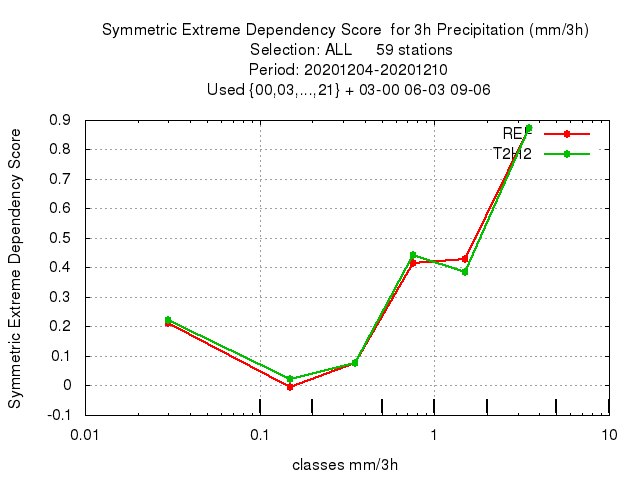 Symmetric Extreme Dependency Score for 3h Precipitation (mm/3h)
Selection: ALL 59 stations
Period: 20201204-20201210
Used {00,03,...,21} + 03-00 06-03 09-06
Symmetric Extreme Dependency Score
0.9
0.8
0.7
0.6
0.5
0.4
0.3
0.2
0.1
0
-0.1
REF
T2H2
0.01
0.1
1
10
classes mm/3h